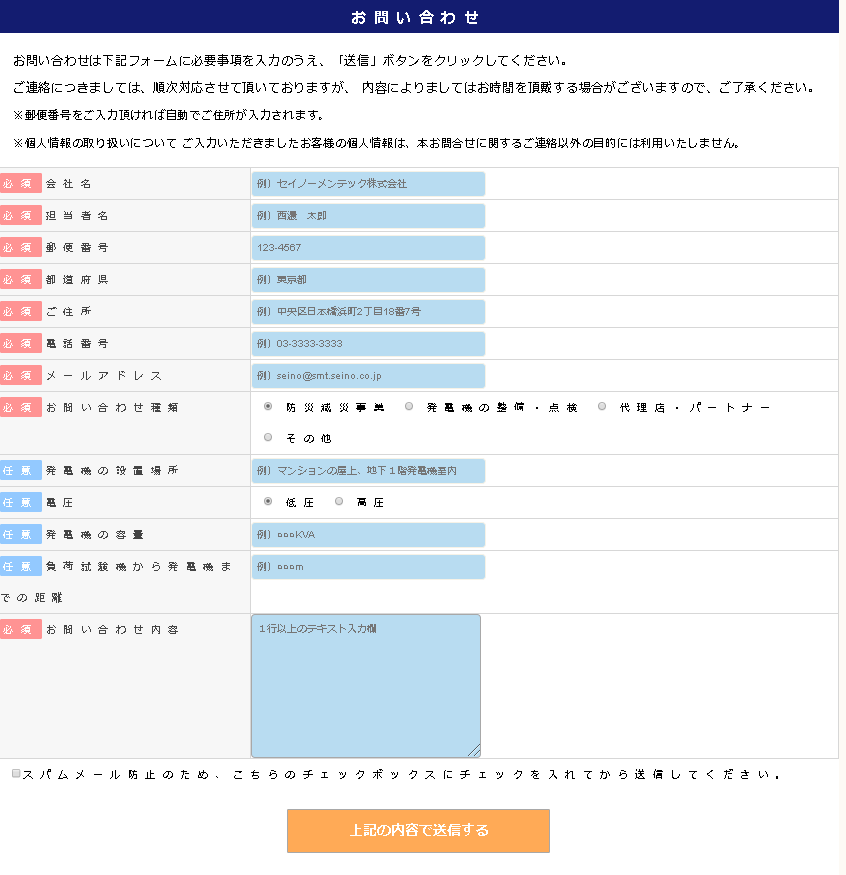 お問い合わせ
お問い合わせは下記フォームに必要事項を入力のうえ、「送信」ボタンをクリックしてください。
ご連絡につきましては、順次対応させて頂いておりますが、 内容によりましてはお時間を頂戴する場合がございますので、ご了承ください。
※郵便番号をご入力頂ければ自動でご住所が入力されます。
※個人情報の取り扱いについて ご入力いただきましたお客様の個人情報は、本お問合せに関するご連絡以外の目的には利用いたしません。
必須 会社名 例）セイノーメンテック株式会社
必須 担当者名 例）西濃　太郎
必須 郵便番号 123-4567
必須 都道府県 例）東京都
必須 ご住所 例）中央区日本橋浜町2丁目18番7号
必須 電話番号 例）03-3333-3333
必須 メールアドレス 例）seino@smt.seino.co.jp
必須 お問い合わせ種類 防災減災事業 発電機の整備・点検 代理店・パートナー
その他
任意 発電機の設置場所 例）マンションの屋上、地下１階発電機室内
任意 電圧 低圧 高圧
任意 発電機の容量 例）○○○KVA
任意 負荷試験機から発電機ま 例）○○○m
での距離
必須 お問い合わせ内容 １行以上のテキスト入力欄
スパムメール防止のため、こちらのチェックボックスにチェックを入れてから送信してください。
上記の内容で送信する